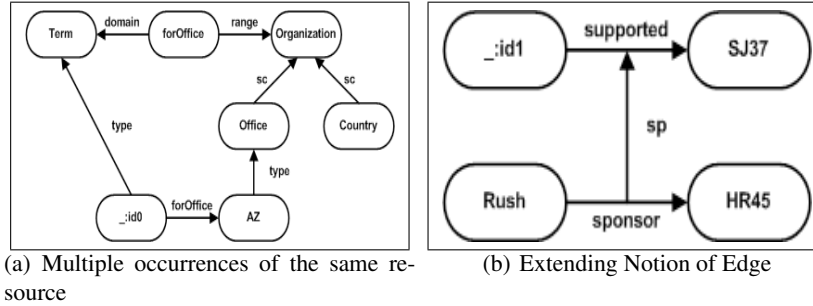 domain
range
Term
forOffice
Organization
sc
sc
Office
Country
type
type
_:id0
forOffice
AZ
supported
_:id1
SJ37
sp
Rush
HR45
sponsor
(a) Multiple occurrences of the same re-
source
(b) Extending Notion of Edge